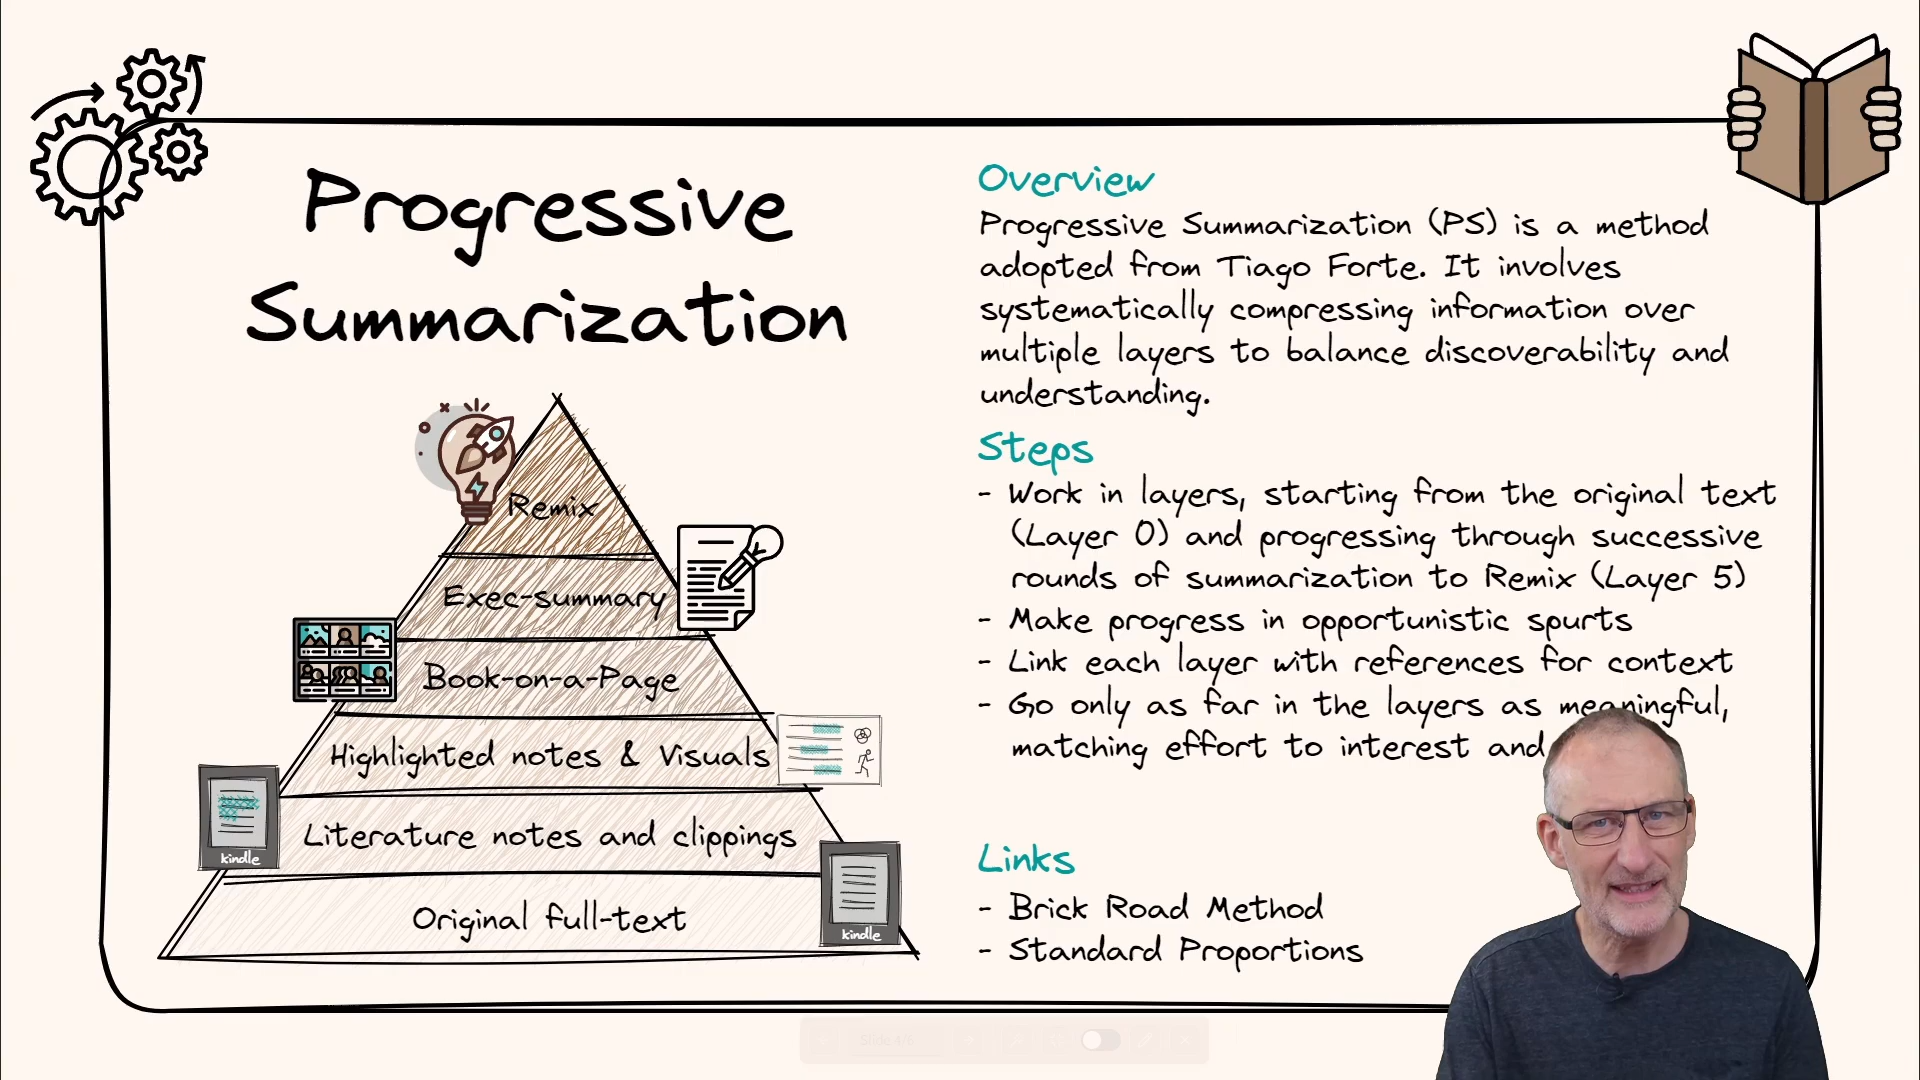 Progressive
Summarization
Remix
Exec-summary
Book-on-a-Page
Highlighted notes & Visuals
Literature notes and clippings
Original full-text
kindle
kindle
Overview
Progressive Summarization (PS) is a method
adopted from Tiago Forte. It involves
systematically compressing information over
multiple layers to balance discoverability and
understanding.
Steps
- Work in layers, starting from the original text
(Layer 0) and progressing through successive
rounds of summarization to Remix (Layer 5)
- Make progress in opportunistic spurts
- Link each layer with references for context
- Go only as far in the layers as meaningful,
matching effort to interest and
Links
- Brick Road Method
- Standard Proportions